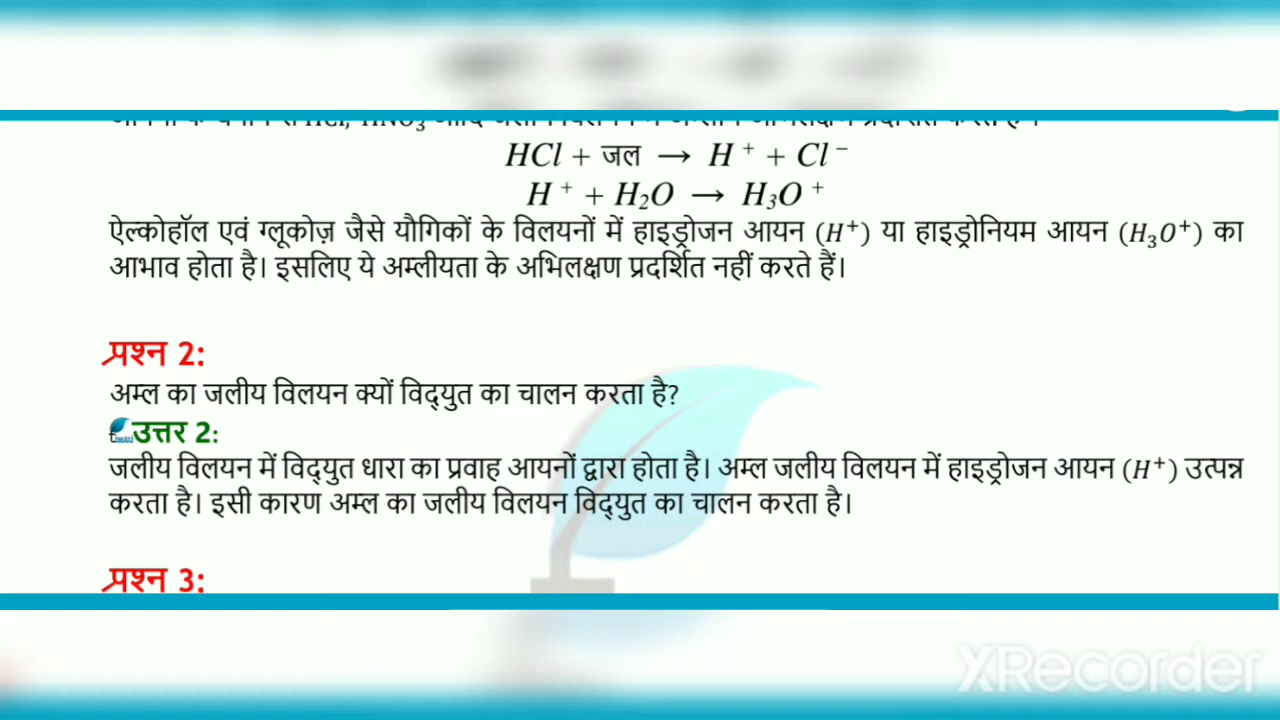 HCl, HNO₃
HCl + जल → H⁺ + Cl⁻
H⁺ + H₂O → H₃O⁺
ऐल्कोहॉल एवं ग्लूकोज़ जैसे यौगिकों के विलयनों में हाइड्रोजन आयन (H⁺) या हाइड्रोनियम आयन (H₃O⁺) का
आभाव होता है। इसलिए ये अम्लीयता के अभिलक्षण प्रदर्शित नहीं करते हैं।
प्रश्न 2:
अम्ल का जलीय विलयन क्यों विद्युत का चालन करता है?
उत्तर 2:
जलीय विलयन में विद्युत धारा का प्रवाह आयनों द्वारा होता है। अम्ल जलीय विलयन में हाइड्रोजन आयन (H⁺) उत्पन्न
करता है। इसी कारण अम्ल का जलीय विलयन विद्युत का चालन करता है।
प्रश्न 3:
XRecorder